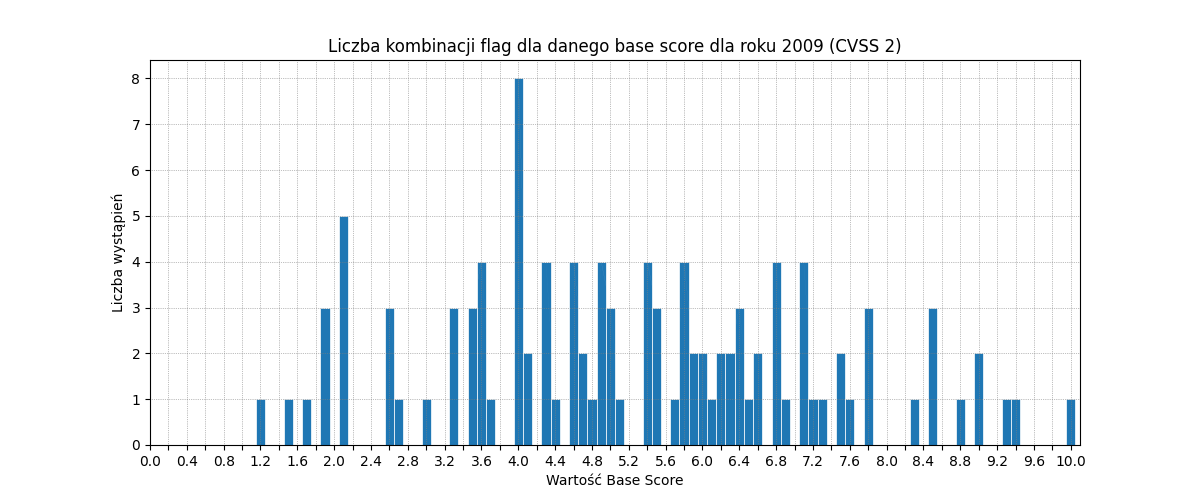 Liczba kombinacji flag dla danego base score dla roku 2009 (CVSS 2)
8
7
6
5
4
3
2
1
0
Liczba wystąpień
0.0 0.4 0.8 1.2 1.6 2.0 2.4 2.8 3.2 3.6 4.0 4.4 4.8 5.2 5.6 6.0 6.4 6.8 7.2 7.6 8.0 8.4 8.8 9.2 9.6 10.0
Wartość Base Score